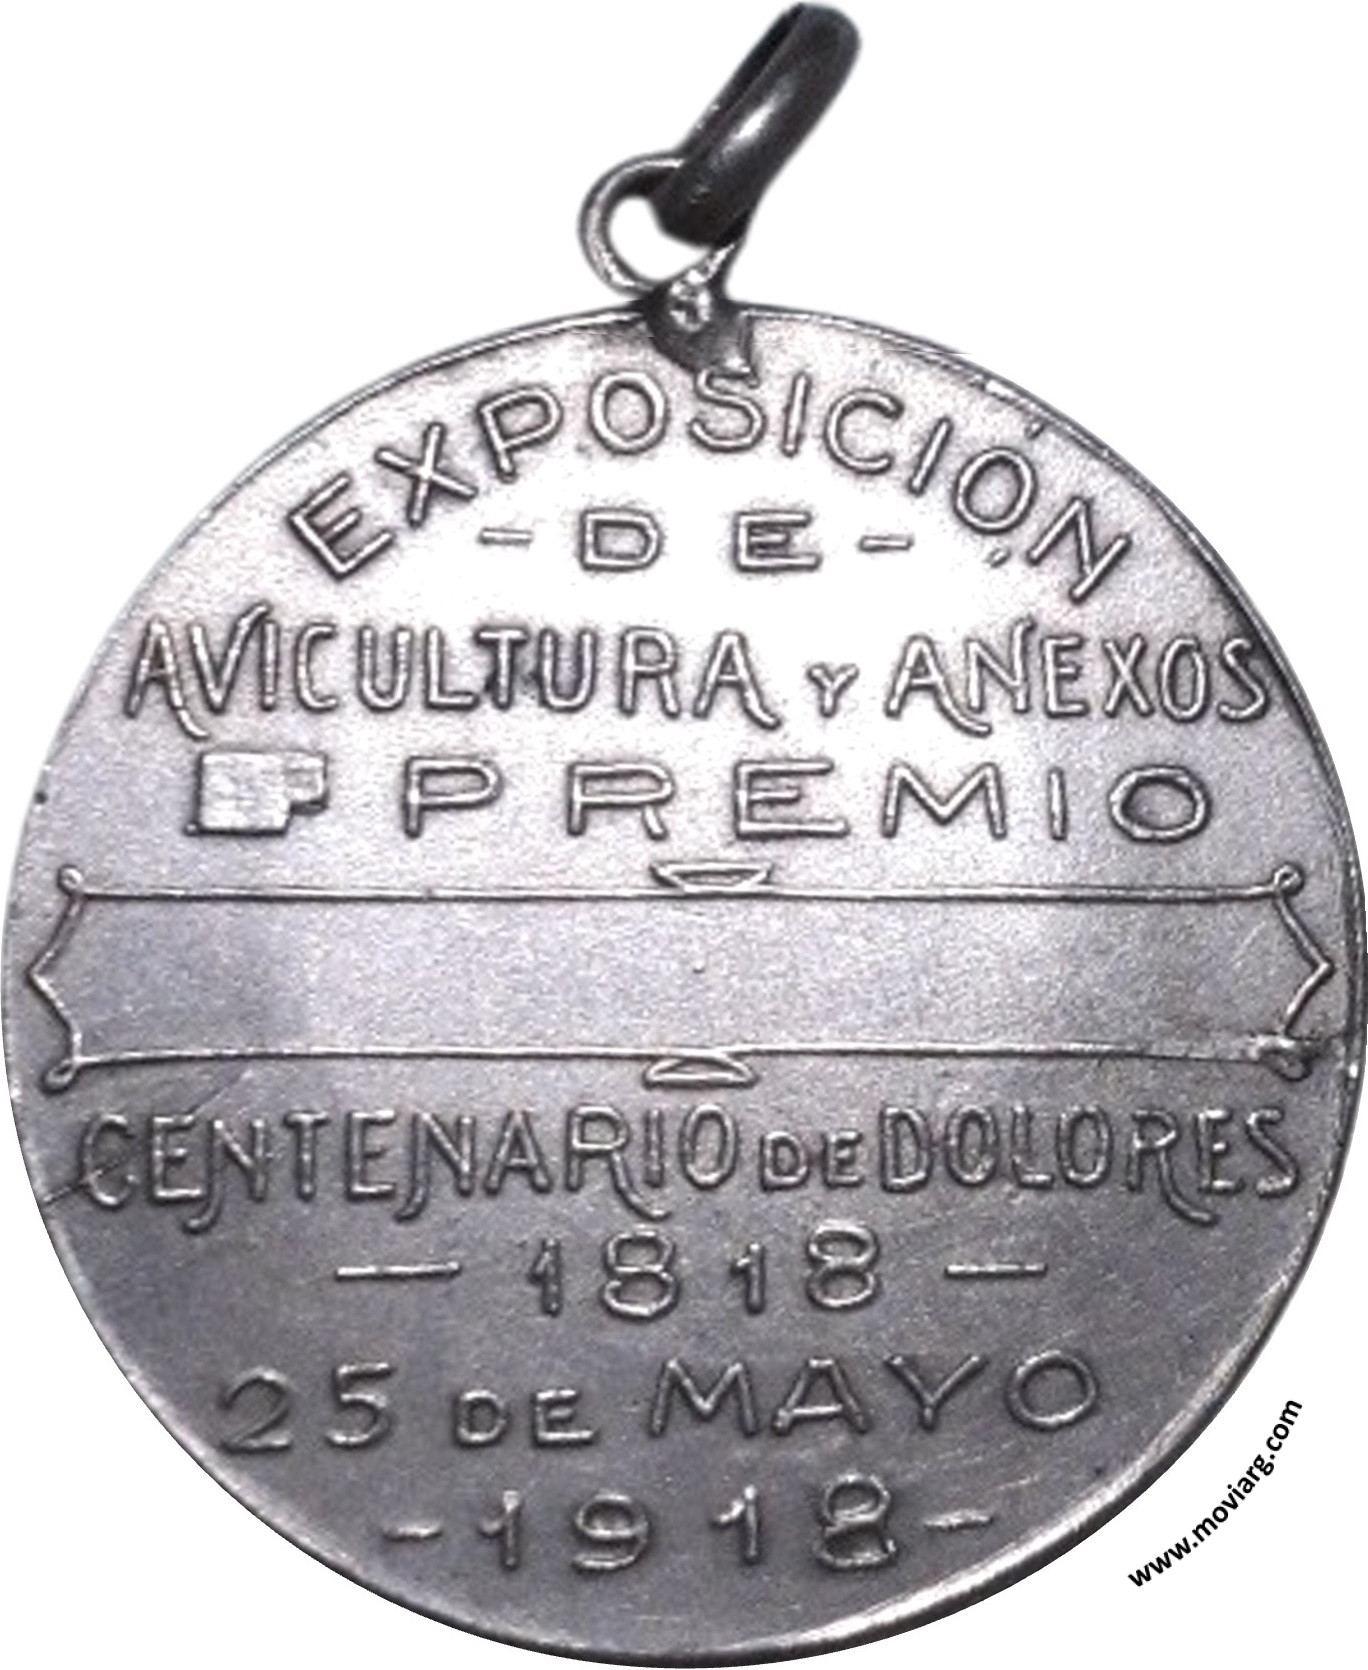 EXPOSICIÓN
- DE -
AVICULTURA Y ANEXOS
PREMIO
CENTENARIO DE DOLORES
— 1818 —
25 DE MAYO
- 1918 -
www.moviarg.com